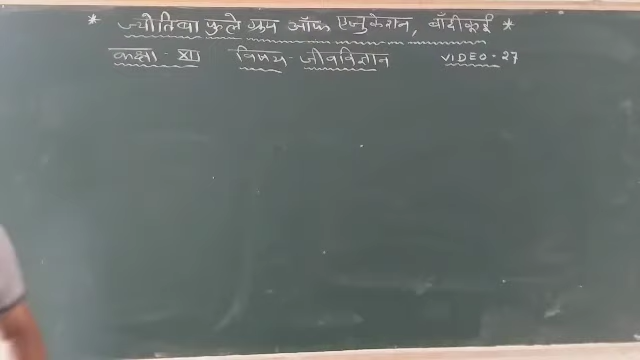 * ज्योतिबा फुले ग्रुप ऑफ एजुकेशन, बाँदीकुई *
कक्षा - XII विषय - जीवविज्ञान VIDEO - 27